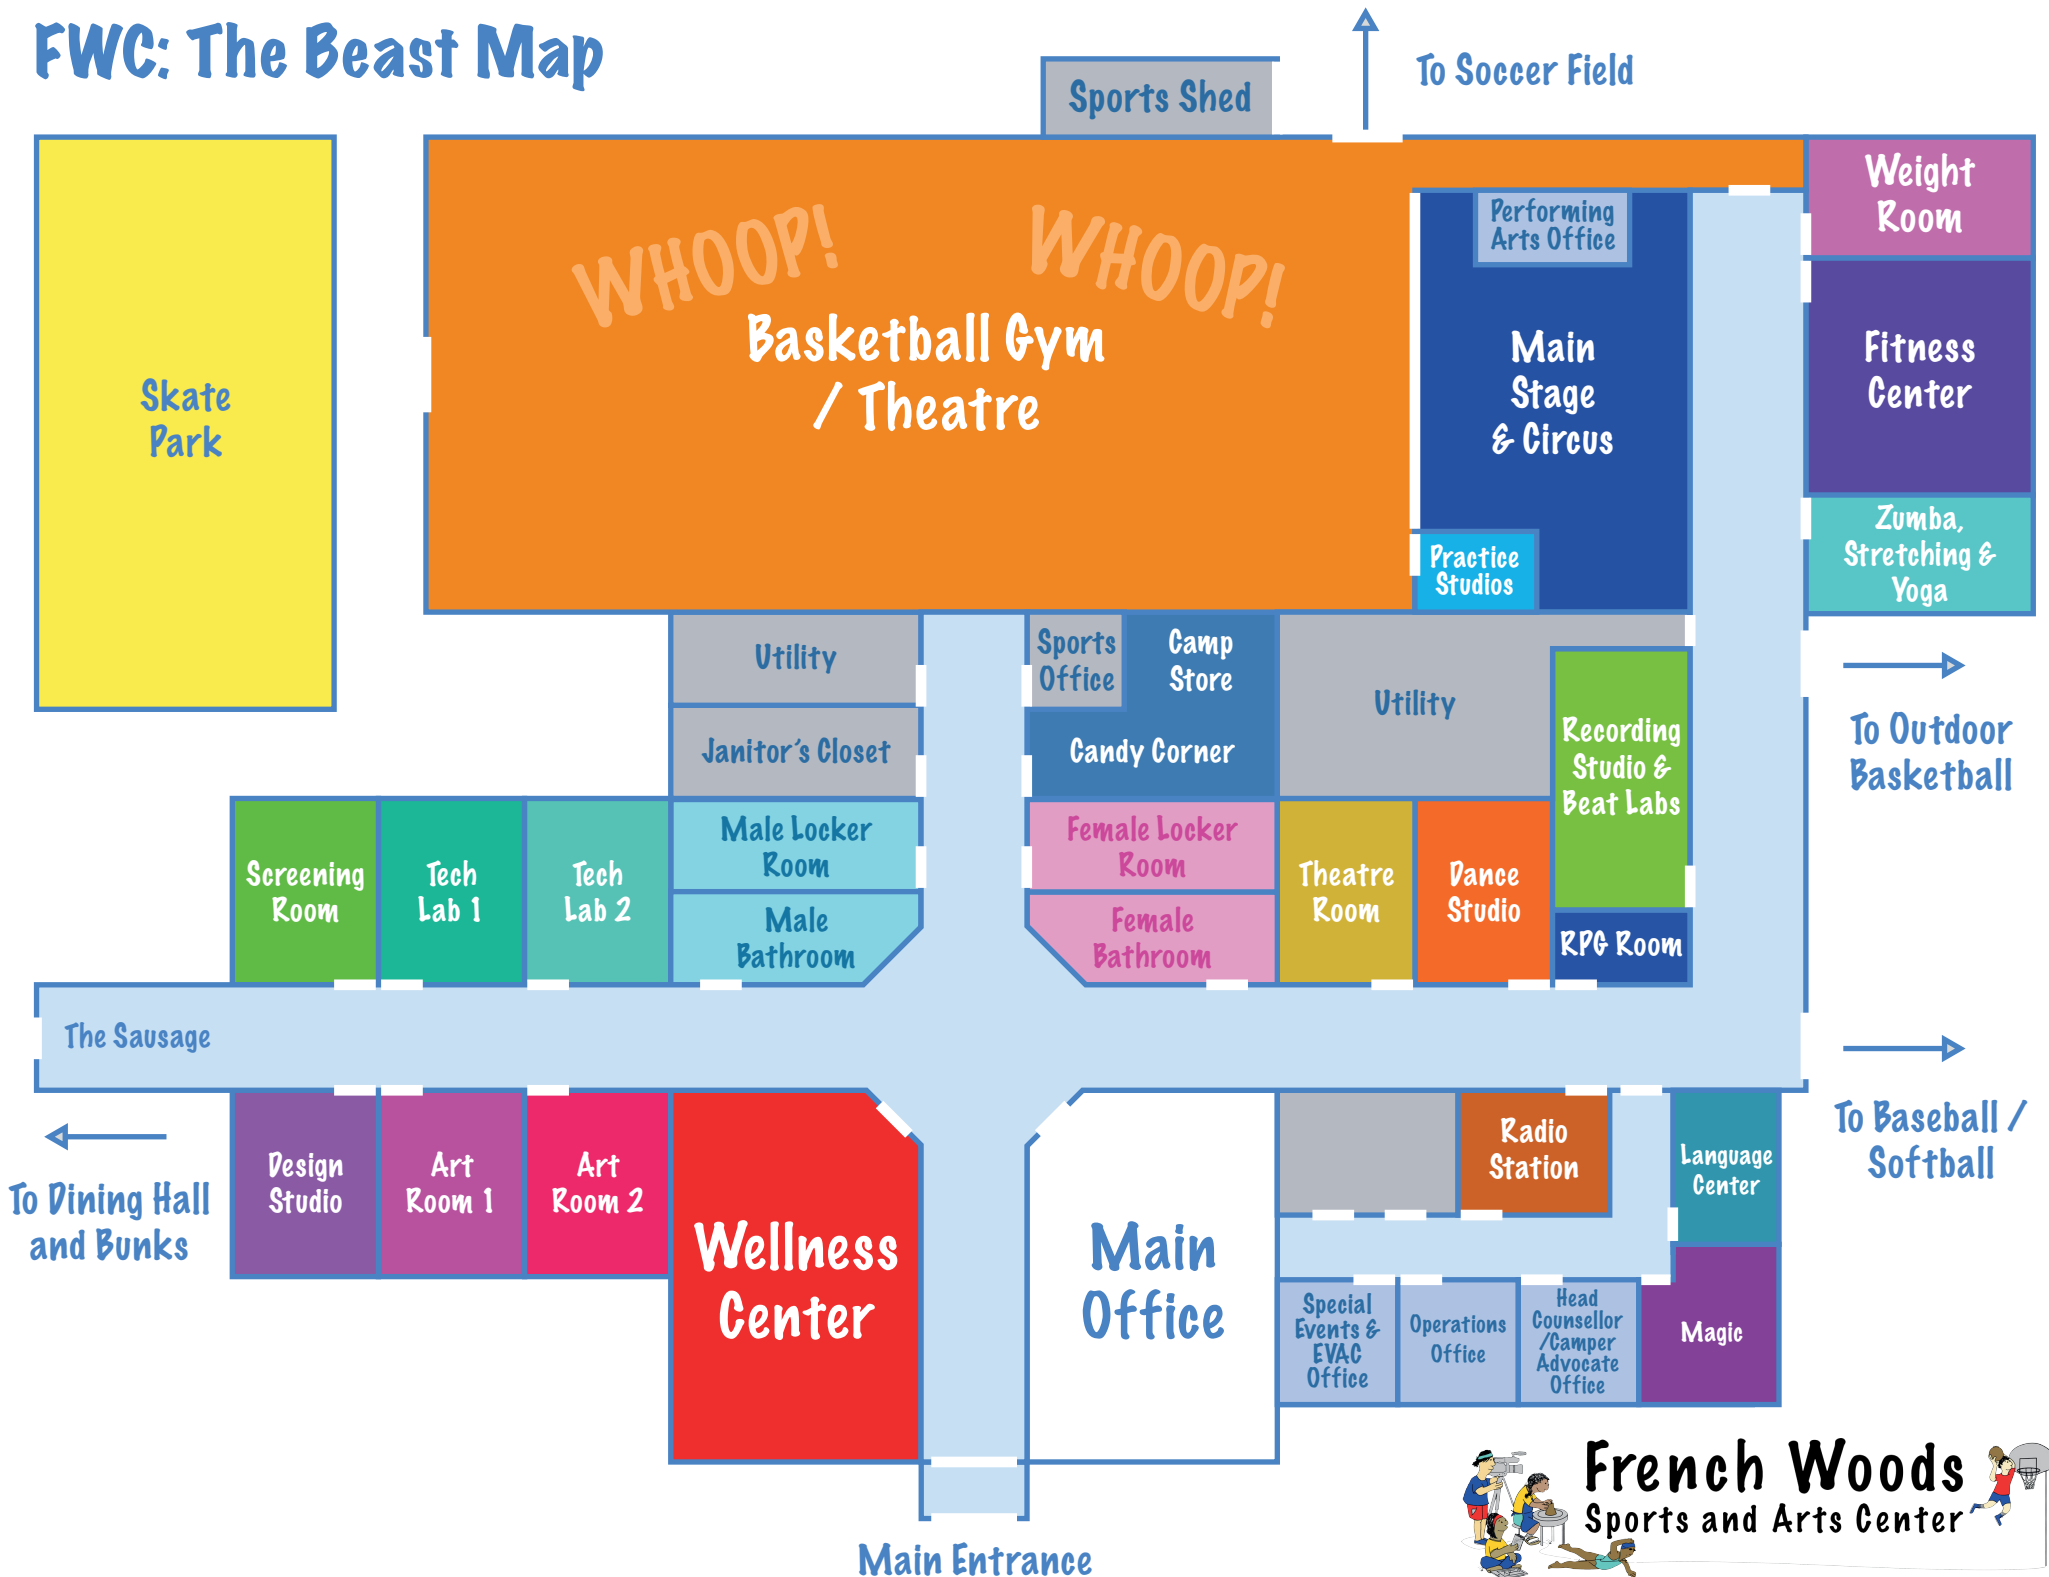 FWC: The Beast Map
To Soccer Field
Sports Shed
Weight
Room
Performing
Arts Office
WHOOP!
WHOOP!
Basketball Gym
/ Theatre
Main
Stage
& Circus
Fitness
Center
Skate
Park
Zumba,
Stretching &
Yoga
Practice
Studios
Utility
Sports
Office
Camp
Store
Candy Corner
Utility
Janitor's Closet
Recording
Studio &
Beat Labs
To Outdoor
Basketball
Screening
Room
Tech
Lab 1
Tech
Lab 2
Male Locker
Room
Male
Bathroom
Female Locker
Room
Female
Bathroom
Theatre
Room
Dance
Studio
RPG Room
The Sausage
To Dining Hall
and Bunks
Design
Studio
Art
Room 1
Art
Room 2
Wellness
Center
Main
Office
Radio
Station
Language
Center
To Baseball /
Softball
Special
Events &
EVAC
Office
Operations
Office
Head
Counsellor
/Camper
Advocate
Office
Magic
Main Entrance
French Woods
Sports and Arts Center